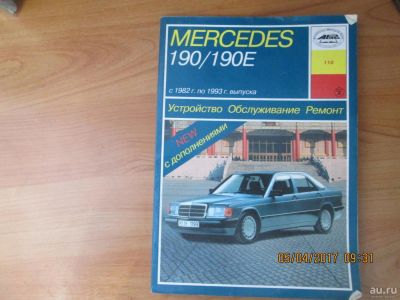 MERCEDES
190/190E
118
с 1982 г. по 1993 г. выпуска
Устройство Обслуживание Ремонт
NEW
с дополнениями
05/04/2017 09:31
au.ru